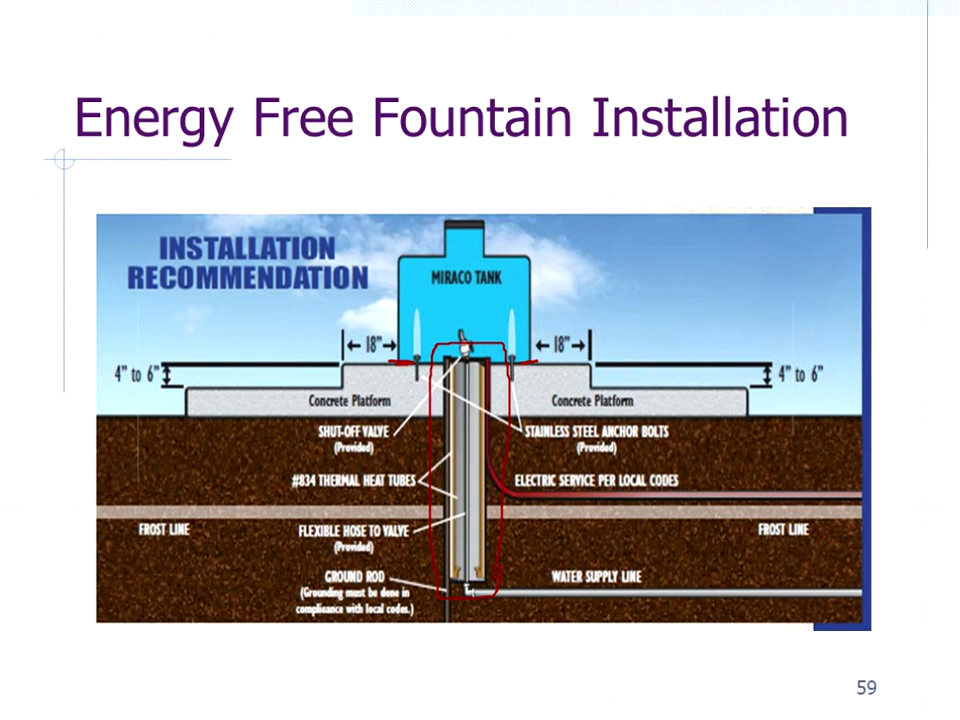 Energy Free Fountain Installation
INSTALLATION
RECOMMENDATION
MIRACO TANK
18"
18"
4" to 6"
4" to 6"
Concrete Platform
Concrete Platform
SHUT-OFF VALVE
(Provided)
STAINLESS STEEL ANCHOR BOLTS
(Provided)
#834 THERMAL HEAT TUBES
ELECTRIC SERVICE PER LOCAL CODES
FROST LINE
FLEXIBLE HOSE TO VALVE
(Provided)
FROST LINE
GROUND ROD
(Grounding must be done in
compliance with local codes.)
WATER SUPPLY LINE
59